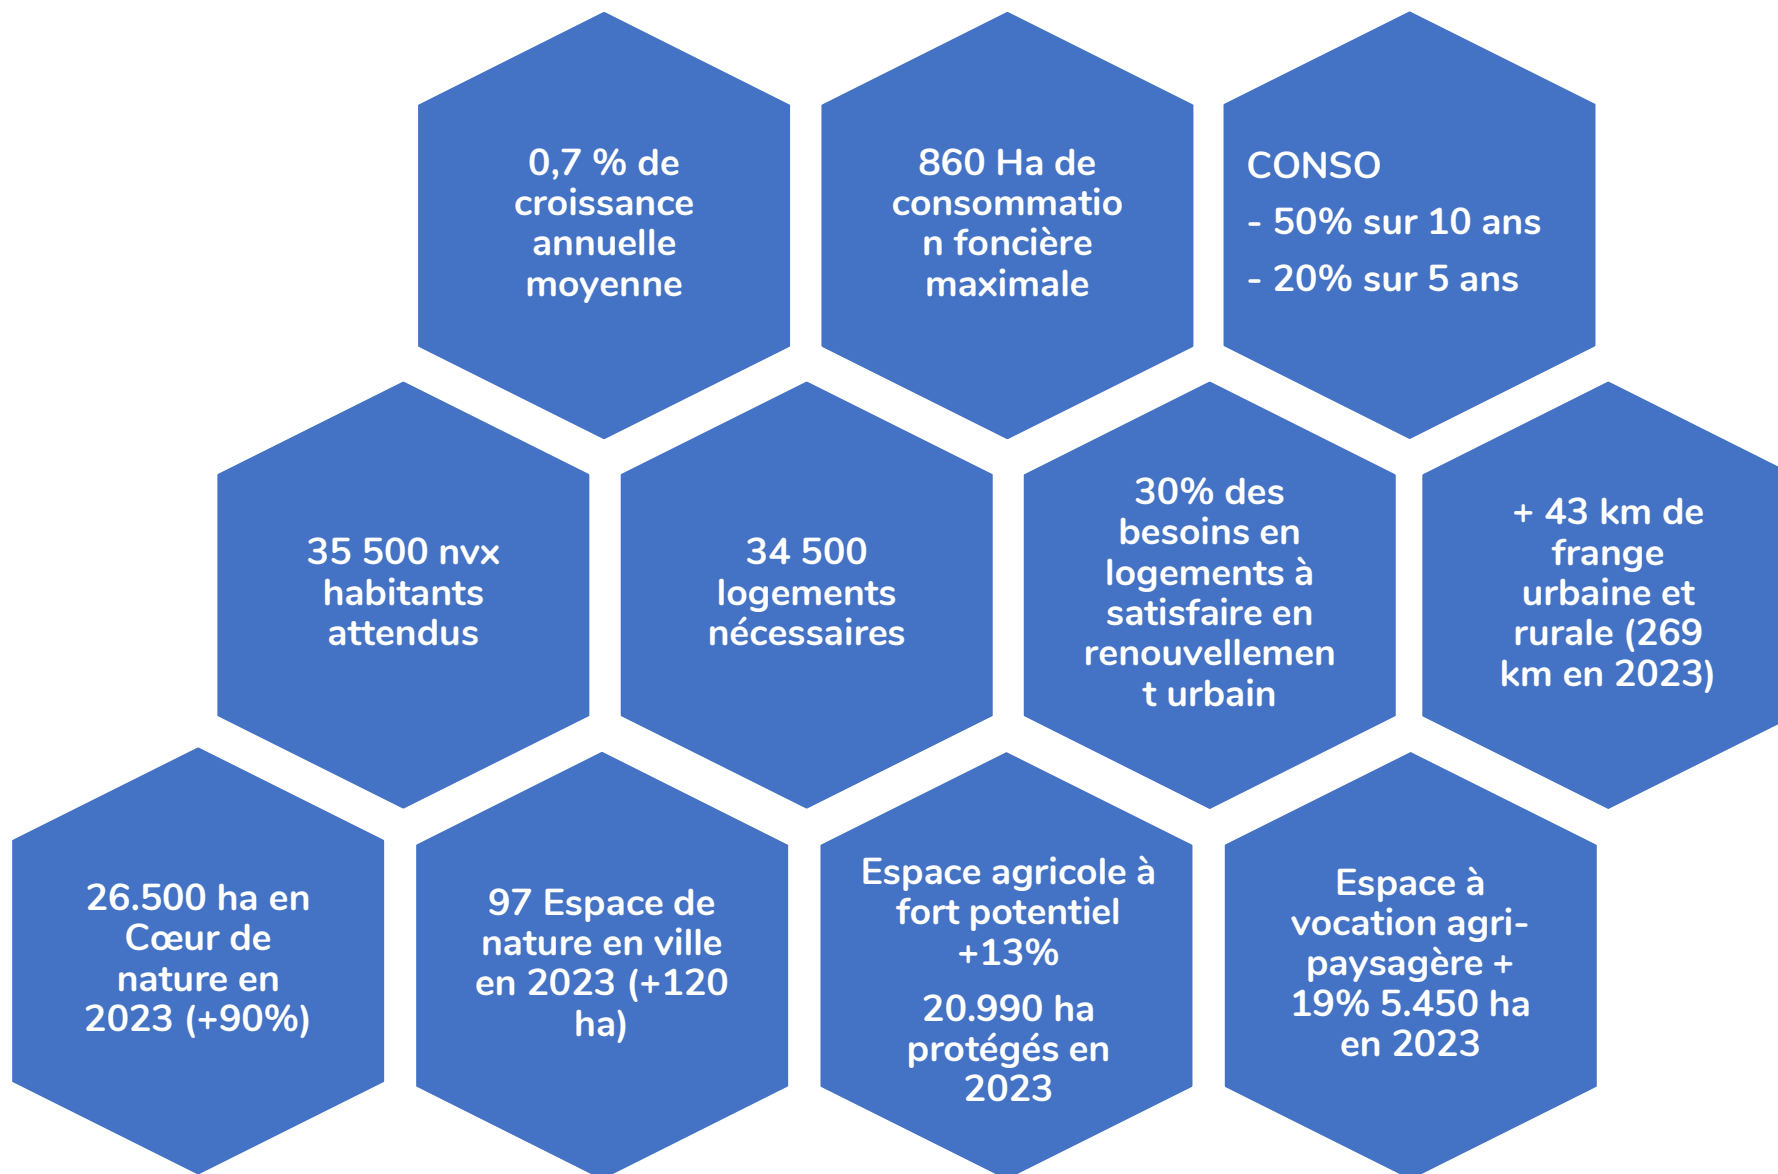 0,7 % de
croissance
annuelle
moyenne
860 Ha de
consommatio
n foncière
maximale
CONSO
- 50% sur 10 ans
- 20% sur 5 ans
35 500 nvx
habitants
attendus
34 500
logements
nécessaires
30% des
besoins en
logements à
satisfaire en
renouvellemen
t urbain
+ 43 km de
frange
urbaine et
rurale (269
km en 2023)
26.500 ha en
Cœur de
nature en
2023 (+90%)
97 Espace de
nature en ville
en 2023 (+120
ha)
Espace agricole à
fort potentiel
+13%
20.990 ha
protégés en
2023
Espace à
vocation agri-
paysagère +
19% 5.450 ha
en 2023